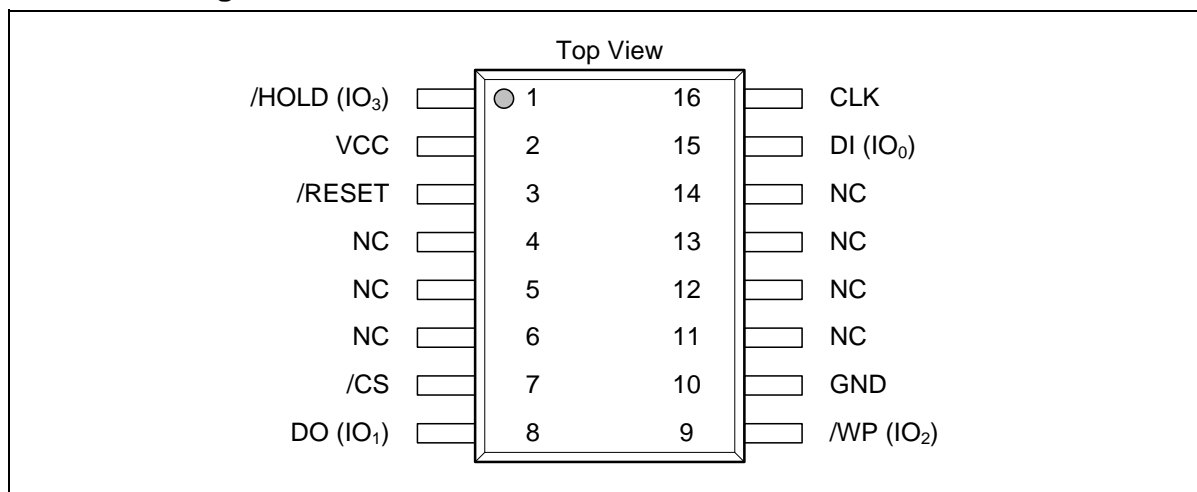 Top View
/HOLD (IO₃) 1 16 CLK
VCC 2 15 DI (IO₀)
/RESET 3 14 NC
NC 4 13 NC
NC 5 12 NC
NC 6 11 NC
/CS 7 10 GND
DO (IO₁) 8 9 /WP (IO₂)